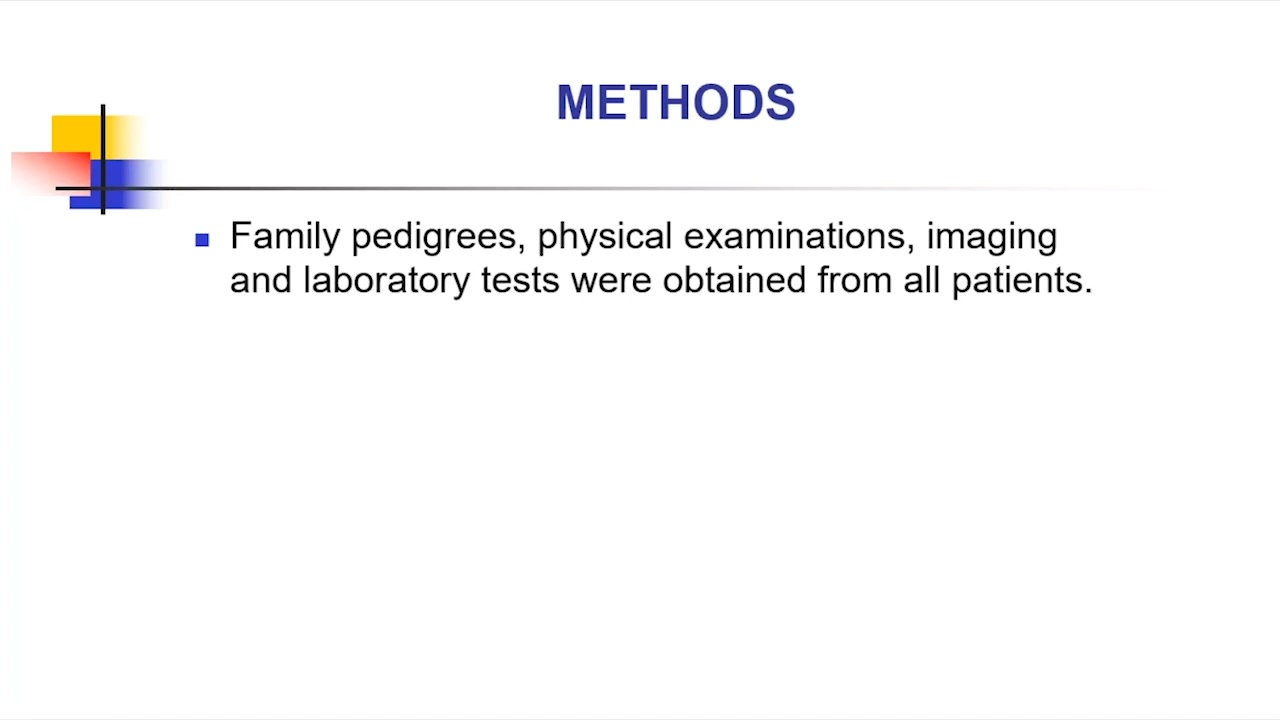 METHODS
Family pedigrees, physical examinations, imaging
and laboratory tests were obtained from all patients.